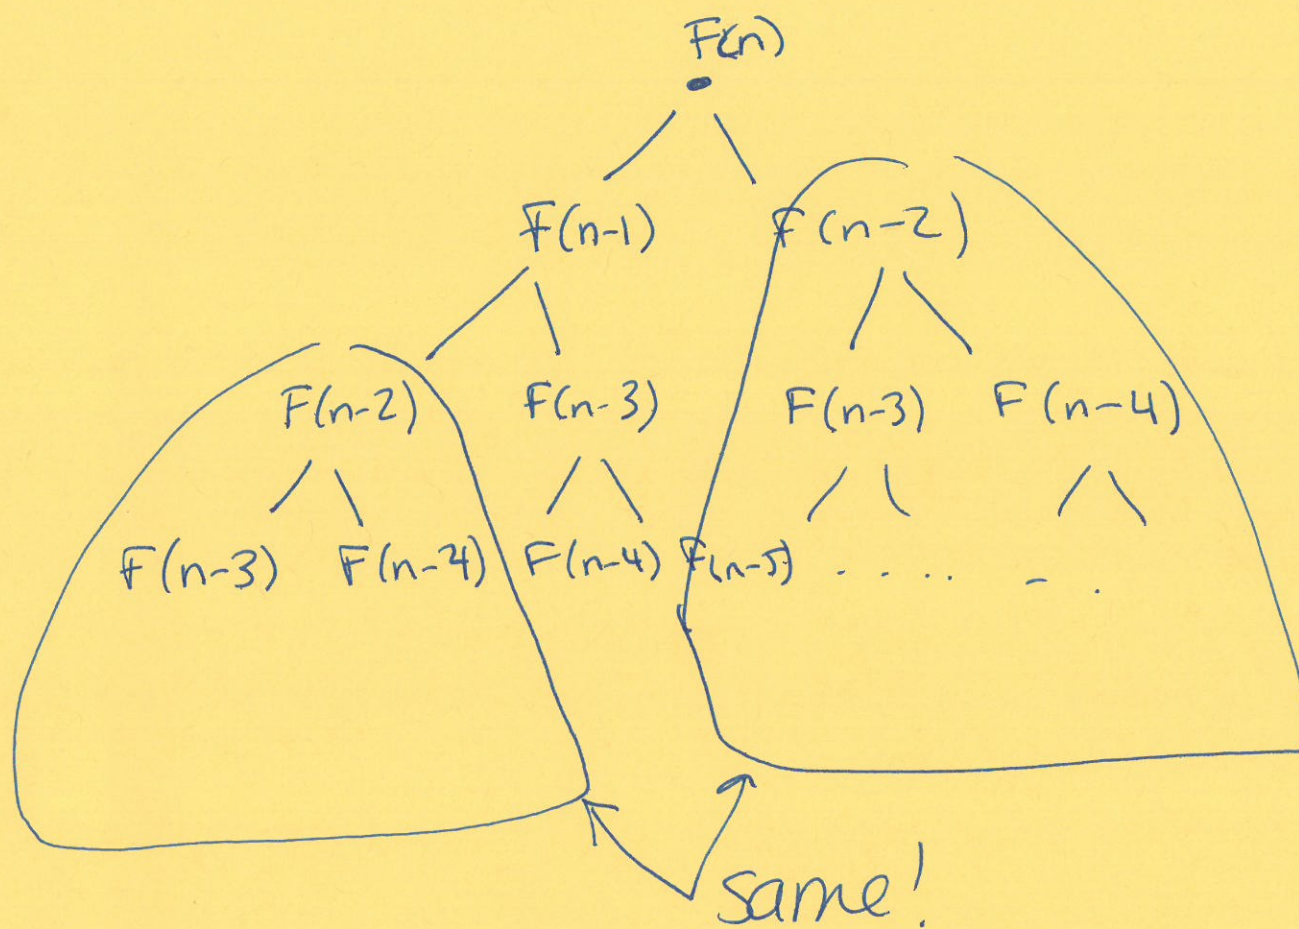 F(n)
F(n-1) F(n-2)
F(n-2) F(n-3) F(n-3) F(n-4)
F(n-3) F(n-4) F(n-4) F(n-5) . . . . - .
same!